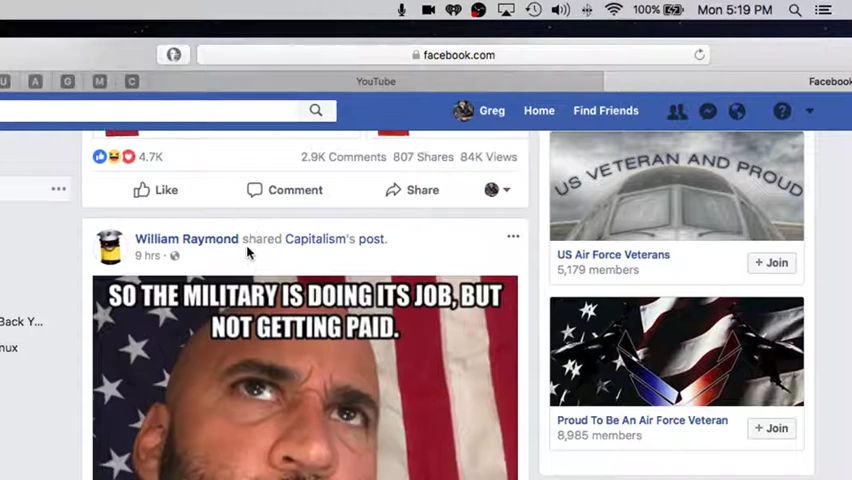 100% Mon 5:19 PM
facebook.com
U A G M C YouTube Facebook
Greg Home Find Friends
4.7K 2.9K Comments 807 Shares 84K Views
Like Comment Share
US VETERAN AND PROUD
US Air Force Veterans
5,179 members
+ Join
William Raymond shared Capitalism's post.
9 hrs
SO THE MILITARY IS DOING ITS JOB, BUT
NOT GETTING PAID.
Back Y...
nux
Proud To Be An Air Force Veteran
8,985 members
+ Join